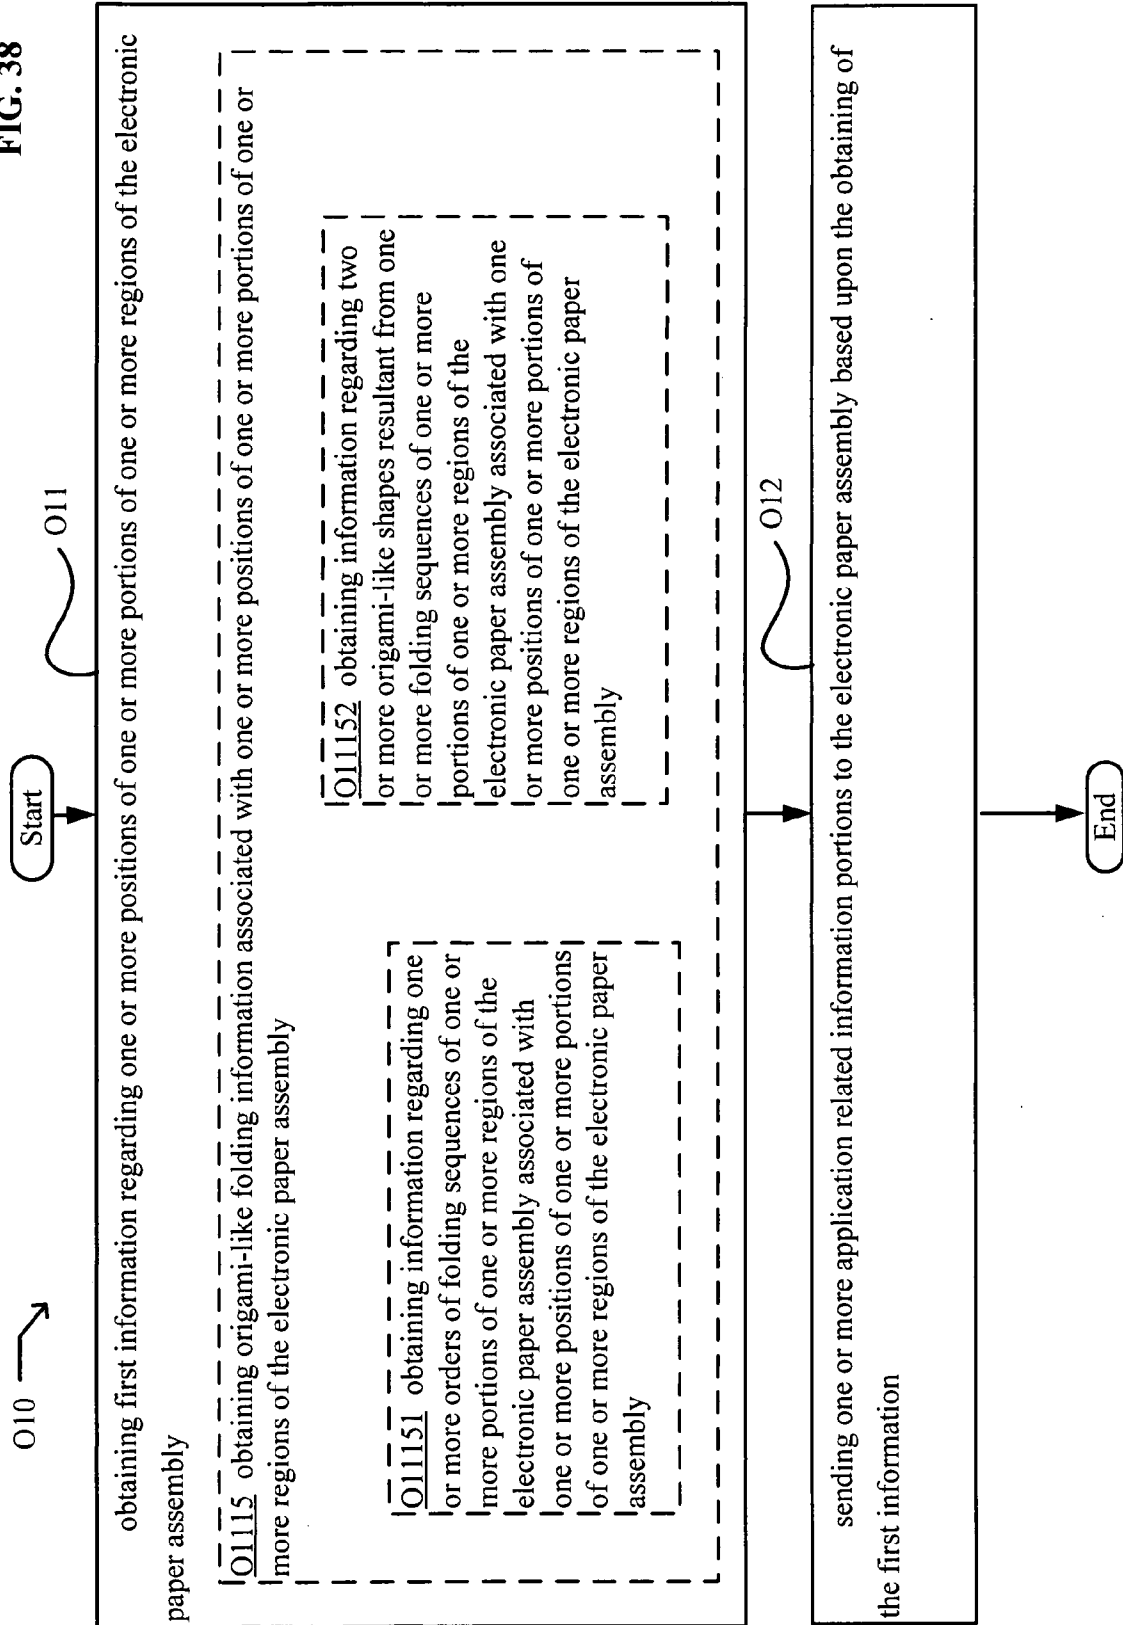 FIG. 38
O10
Start
O11
obtaining first information regarding one or more positions of one or more portions of one or more regions of the electronic
paper assembly
O1115 obtaining origami-like folding information associated with one or more positions of one or more portions of one or
more regions of the electronic paper assembly
O11151 obtaining information regarding one
or more orders of folding sequences of one or
more portions of one or more regions of the
electronic paper assembly associated with
one or more positions of one or more portions
of one or more regions of the electronic paper
assembly
O11152 obtaining information regarding two
or more origami-like shapes resultant from one
or more folding sequences of one or more
portions of one or more regions of the
electronic paper assembly associated with one
or more positions of one or more portions of
one or more regions of the electronic paper
assembly
O12
sending one or more application related information portions to the electronic paper assembly based upon the obtaining of
the first information
End